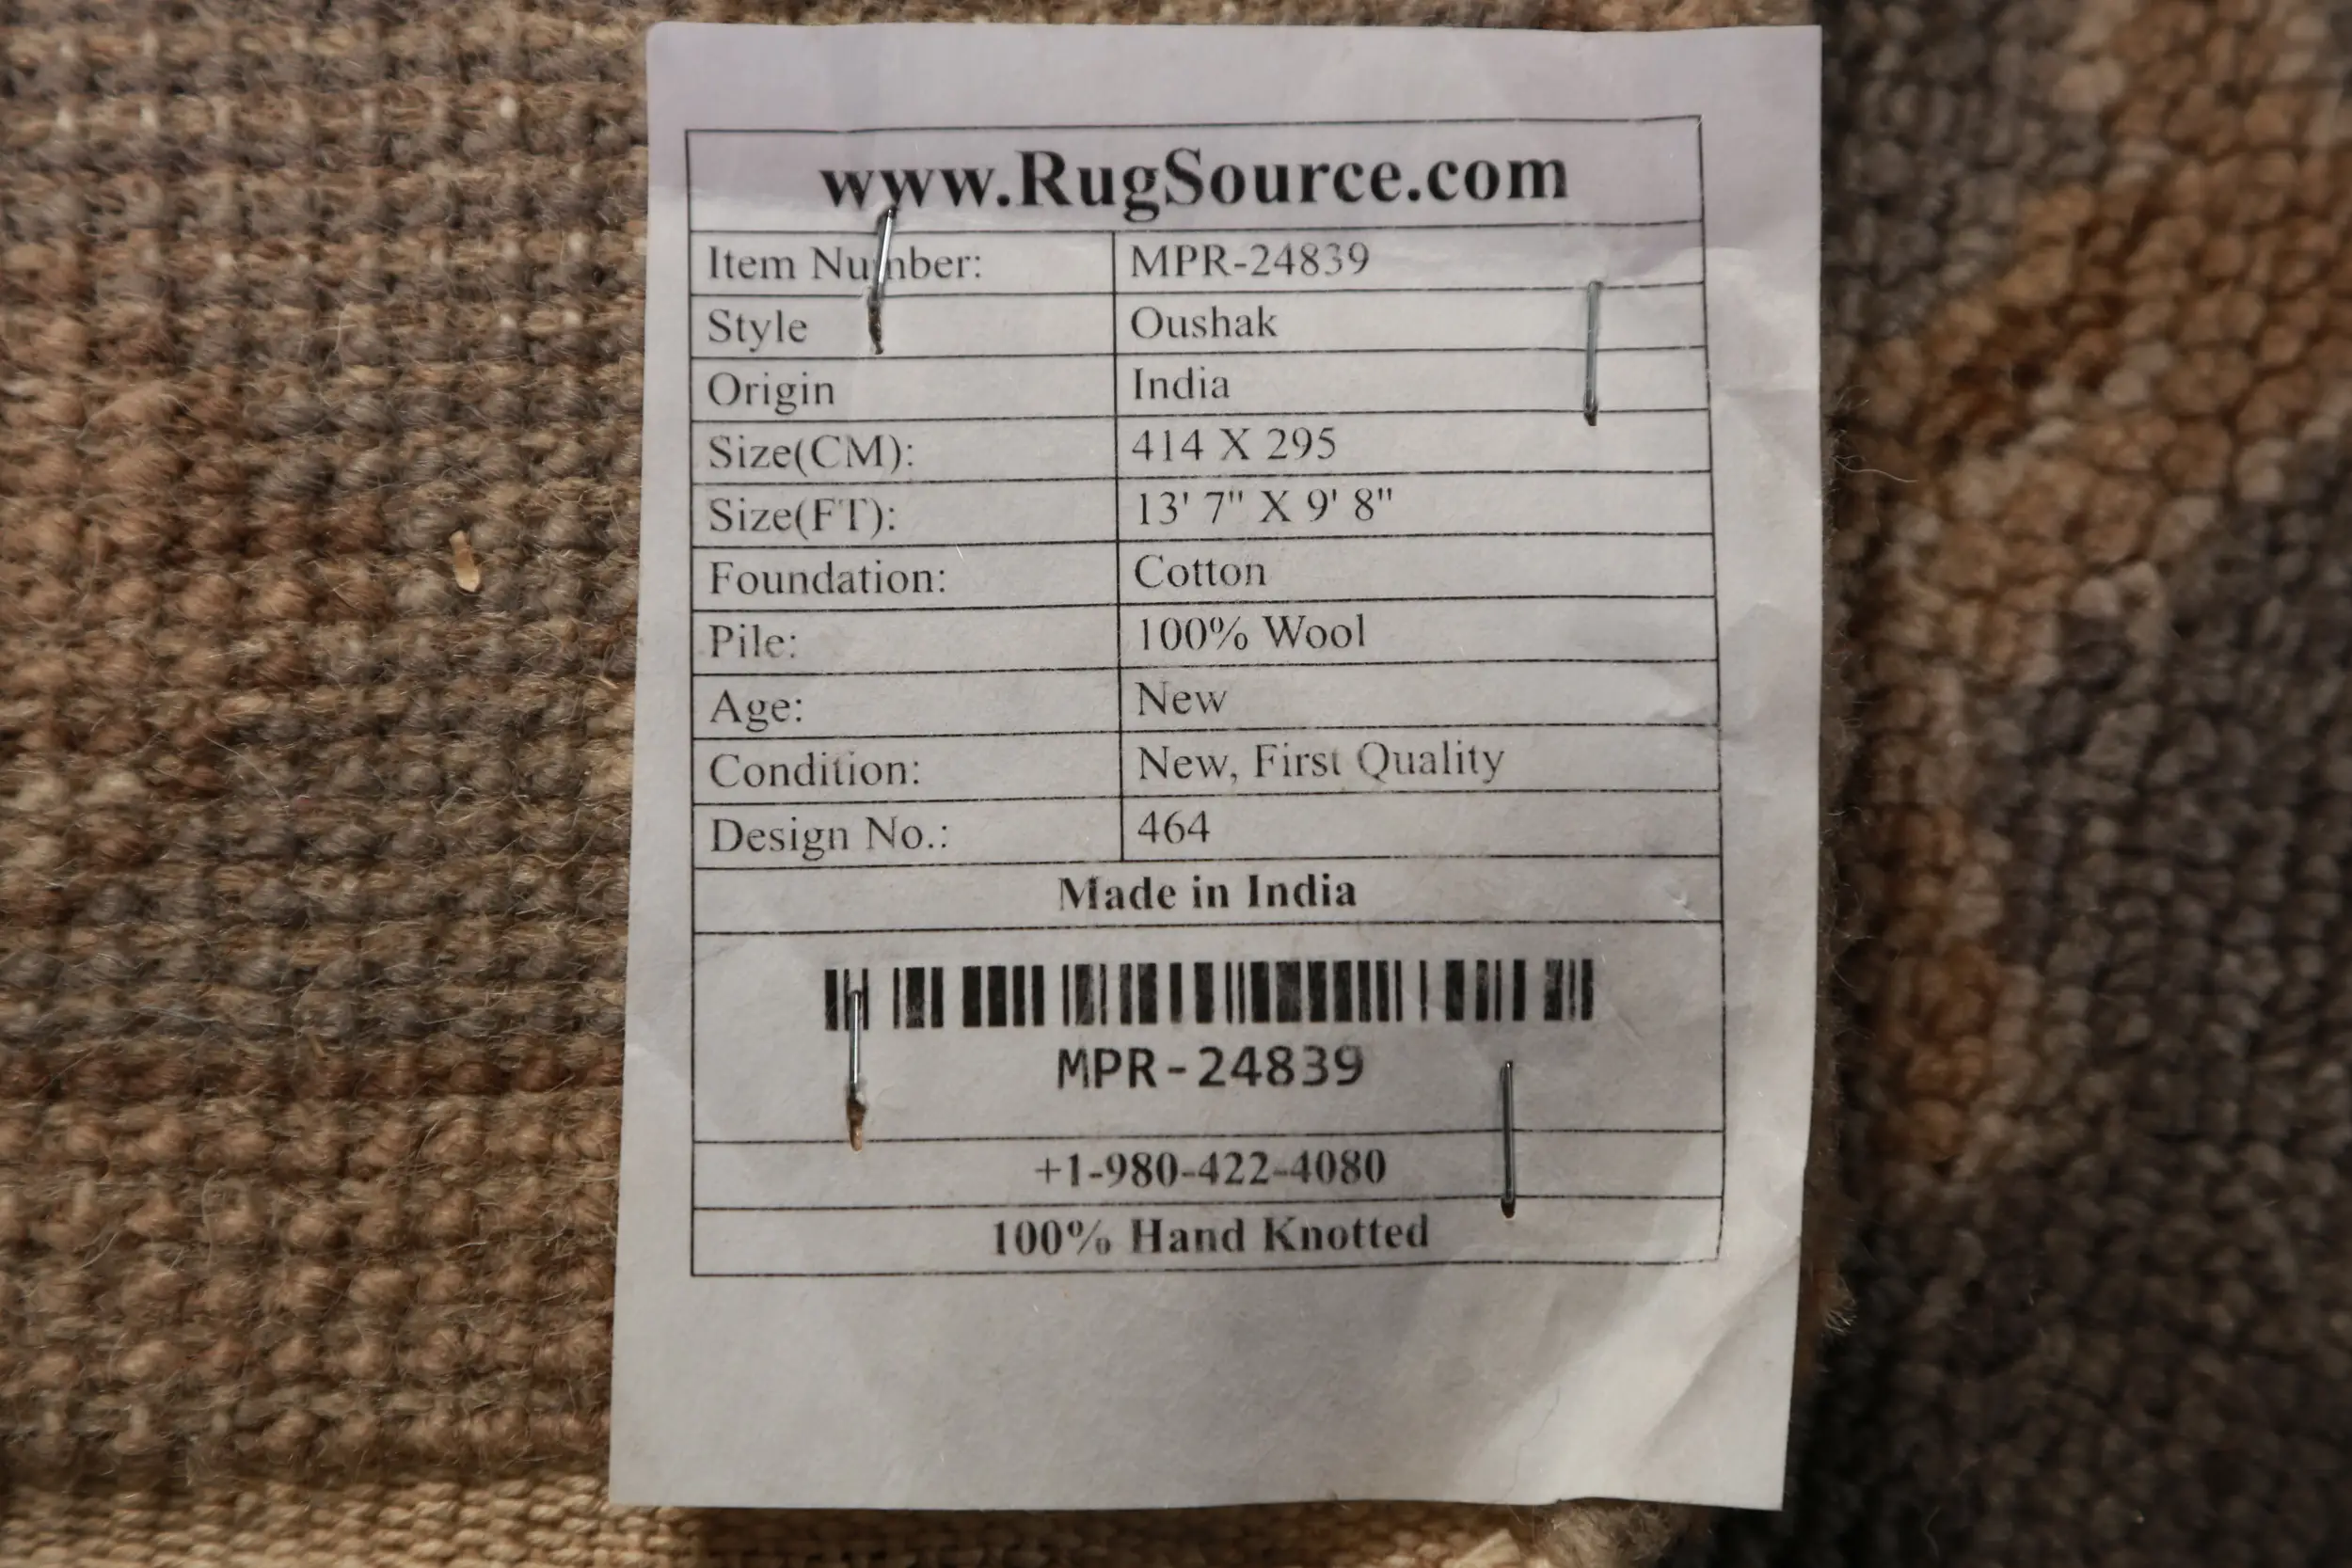 www.RugSource.com
Item Number: MPR-24839
Style Oushak
Origin India
Size(CM): 414 X 295
Size(FT): 13' 7" X 9' 8"
Foundation: Cotton
Pile: 100% Wool
Age: New
Condition: New, First Quality
Design No.: 464
Made in India
MPR-24839
+1-980-422-4080
100% Hand Knotted